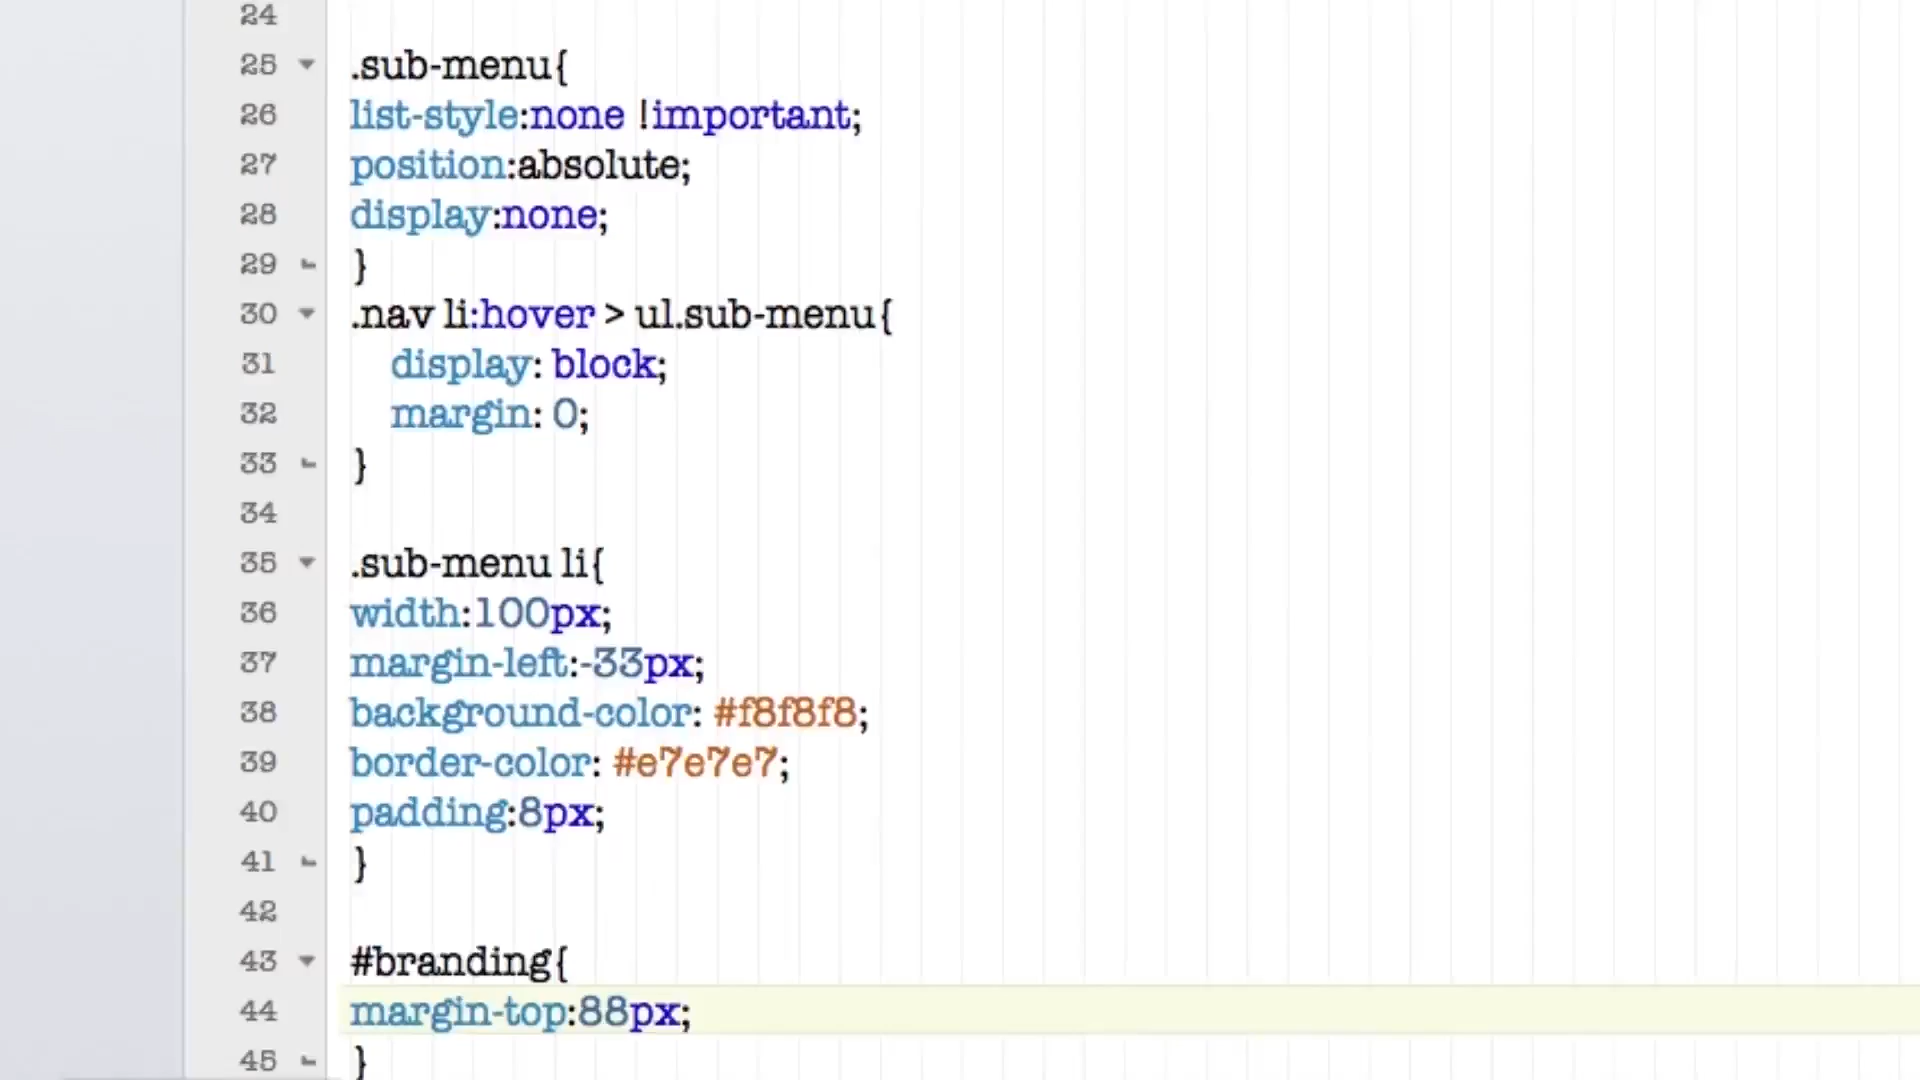 24
25 .sub-menu{
26 list-style:none !important;
27 position:absolute;
28 display:none;
29 }
30 .nav li:hover > ul.sub-menu{
31 display: block;
32 margin: 0;
33 }
34
35 .sub-menu li{
36 width:100px;
37 margin-left:-33px;
38 background-color: #f8f8f8;
39 border-color: #e7e7e7;
40 padding:8px;
41 }
42
43 #branding{
44 margin-top:88px;
45 }